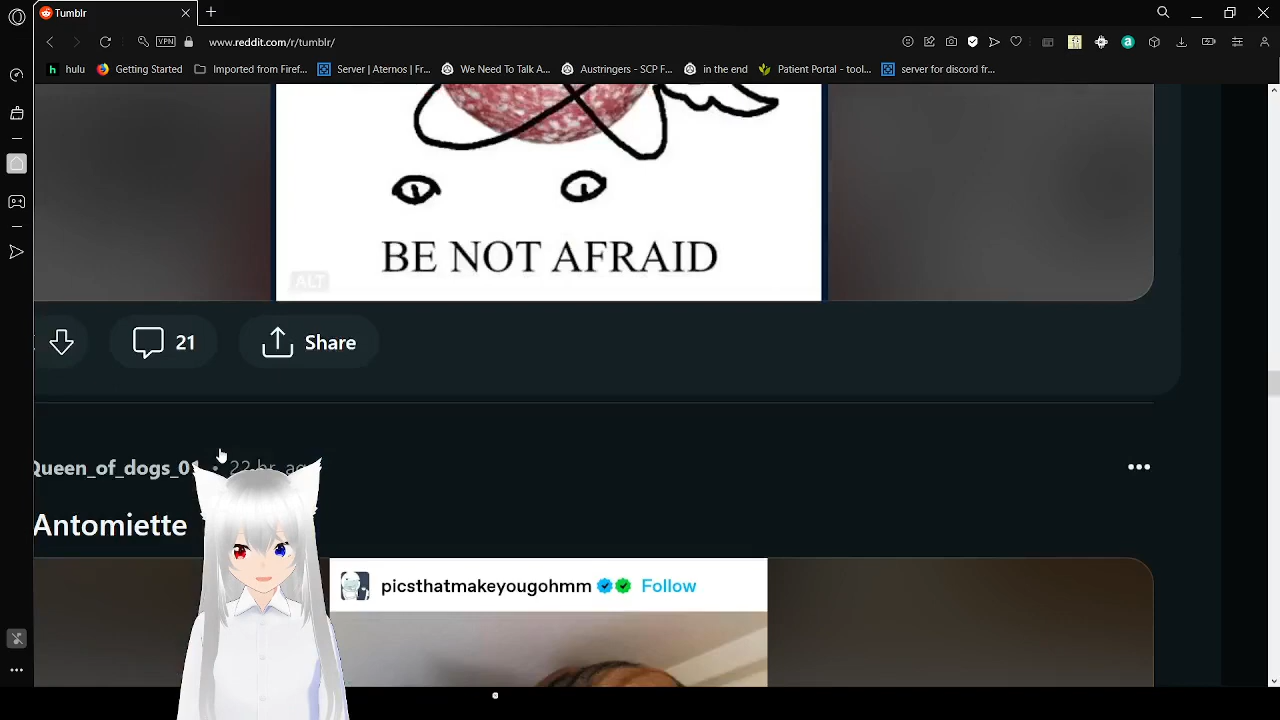 Tumblr
www.reddit.com/r/tumblr/
VPN
hulu
Getting Started
Imported from Firef...
Server | Aternos | Fr...
We Need To Talk A...
Austringers - SCP F...
in the end
Patient Portal - tool...
server for discord fr...
BE NOT AFRAID
ALT
21
Share
Queen_of_dogs_01 • 22 hr. ago
Antomiette
picsthatmakeyougohmm
Follow